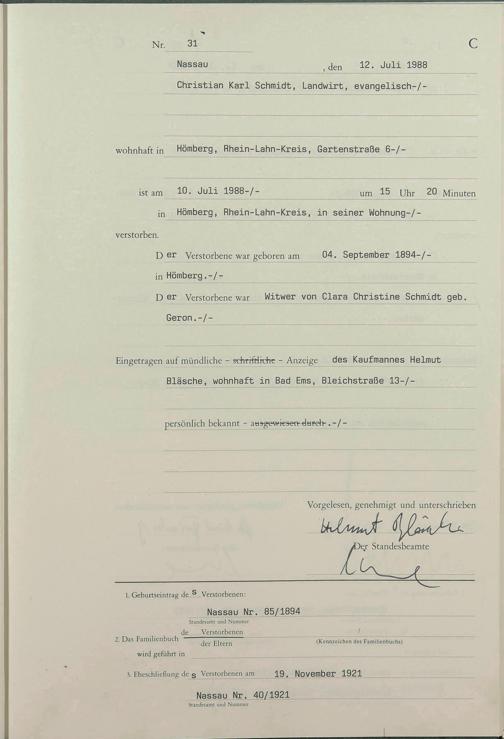 Nr. 31 C
Nassau , den 12. Juli 1988
Christian Karl Schmidt, Landwirt, evangelisch-/-
wohnhaft in Hömberg, Rhein-Lahn-Kreis, Gartenstraße 6-/-
ist am 10. Juli 1988-/- um 15 Uhr 20 Minuten
in Hömberg, Rhein-Lahn-Kreis, in seiner Wohnung-/-
verstorben.
D er Verstorbene war geboren am 04. September 1894-/-
in Hömberg.-/-
D er Verstorbene war Witwer von Clara Christine Schmidt geb.
Geron.-/-
Eingetragen auf mündliche – schriftliche – Anzeige des Kaufmannes Helmut
Bläsche, wohnhaft in Bad Ems, Bleichstraße 13-/-
persönlich bekannt – ausgewiesen durch .-/-
Vorgelesen, genehmigt und unterschrieben
Helmut Bläsche
Der Standesbeamte
1. Geburtseintrag de s Verstorbenen:
Nassau Nr. 85/1894
Standesamt und Nummer
2. Das Familienbuch de Verstorbenen
der Eltern (Kennzeichen des Familienbuchs)
wird geführt in
3. Eheschließung de s Verstorbenen am 19. November 1921
Nassau Nr. 40/1921
Standesamt und Nummer